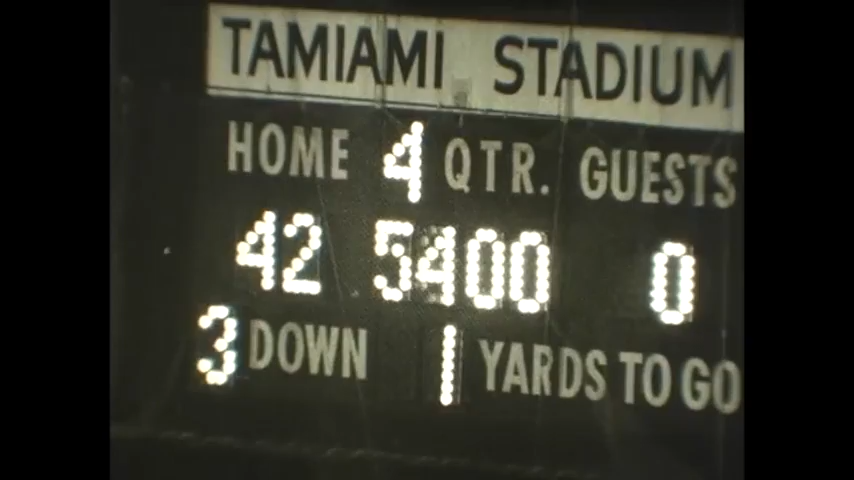 TAMIAMI STADIUM
HOME 4 QTR. GUESTS
42 5400 0
3 DOWN 1 YARDS TO GO